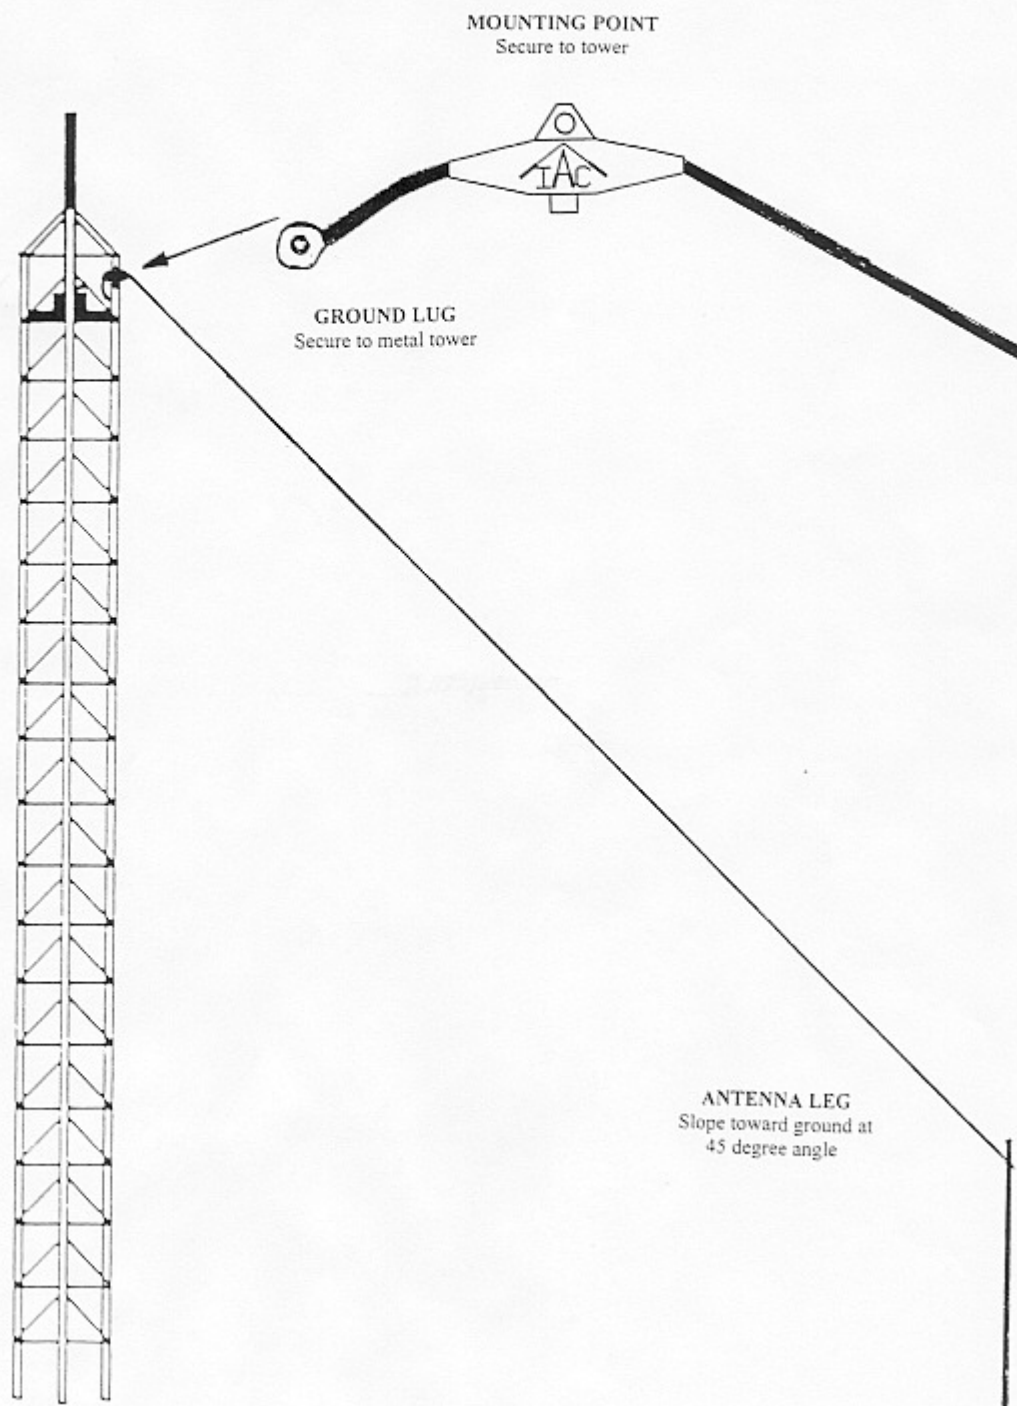 MOUNTING POINT
Secure to tower
IAC
GROUND LUG
Secure to metal tower
ANTENNA LEG
Slope toward ground at
45 degree angle